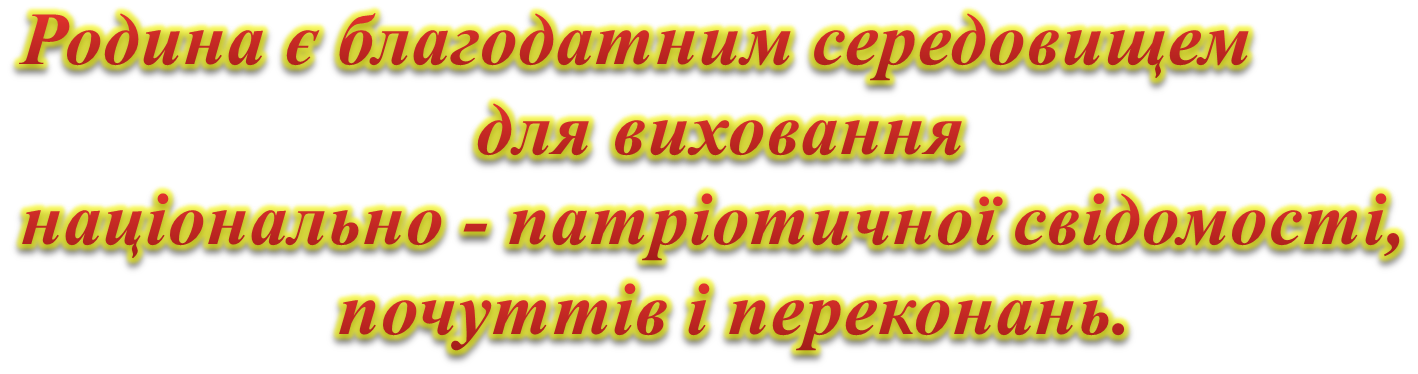 Родина є благодатним середовищем
для виховання
національно - патріотичної свідомості,
почуттів і переконань.